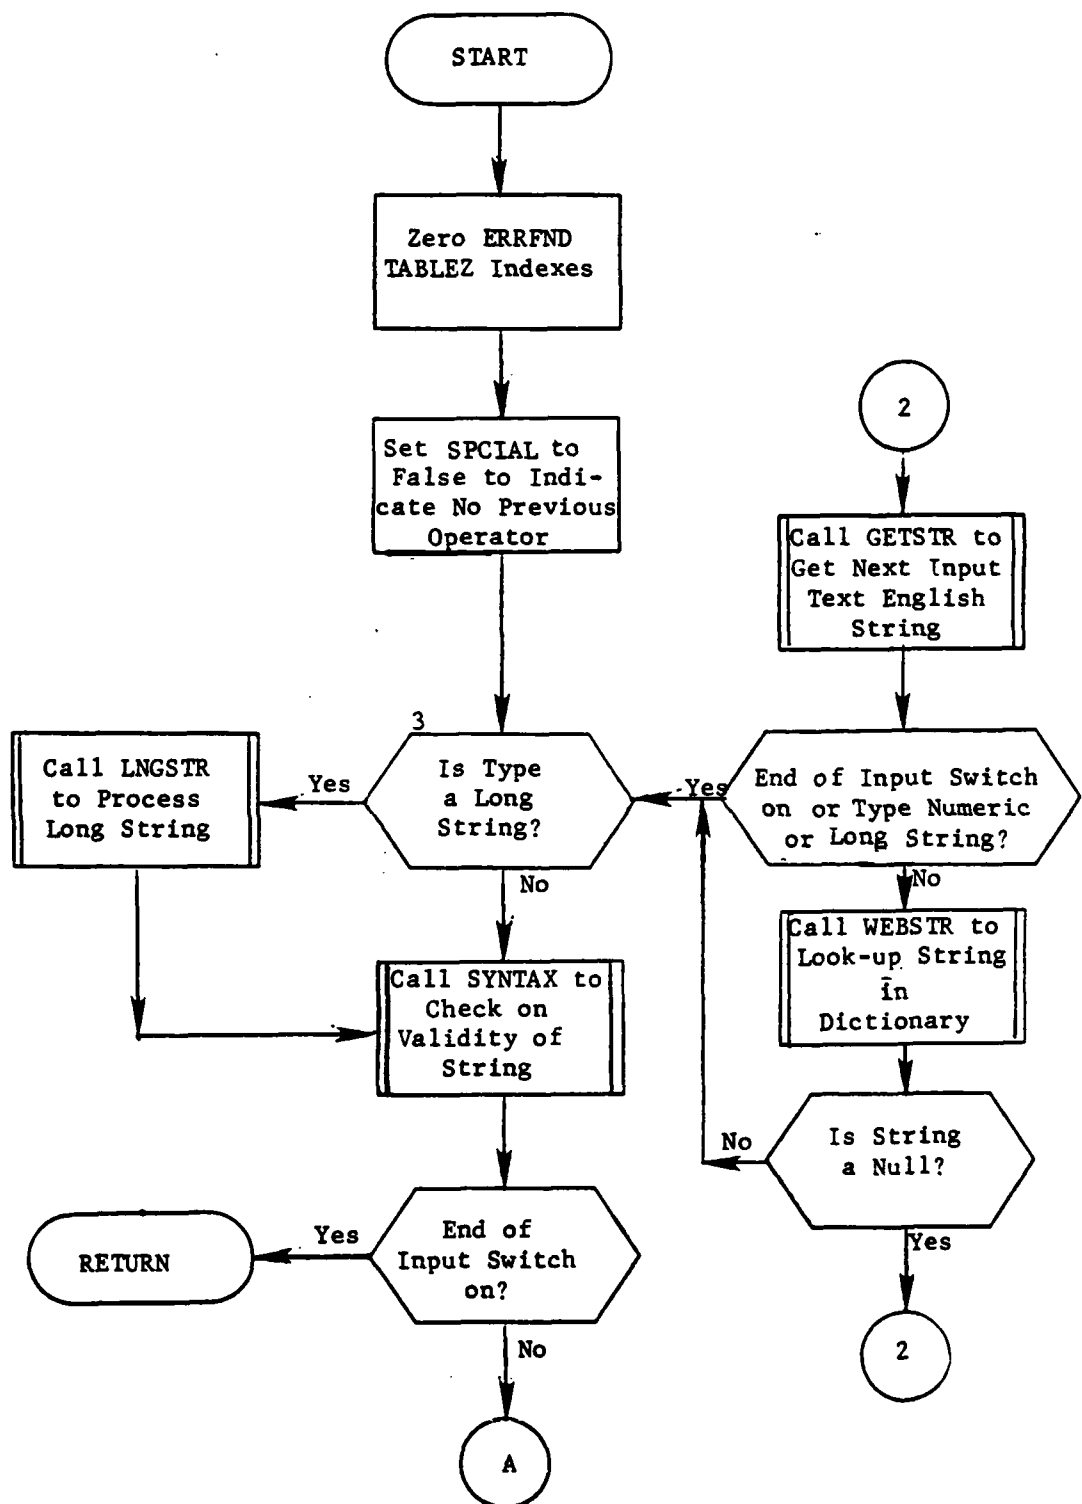 START
Zero ERRFND
TABLEZ Indexes
Set SPCIAL to
False to Indi-
cate No Previous
Operator
3
Is Type
a Long
String?
Yes
Call LNGSTR
to Process
Long String
No
Call SYNTAX to
Check on
Validity of
String
End of
Input Switch
on?
Yes
RETURN
No
A
2
Call GETSTR to
Get Next Input
Text English
String
End of Input Switch
on or Type Numeric
or Long String?
Yes
No
Call WEBSTR to
Look-up String
in
Dictionary
Is String
a Null?
No
Yes
2